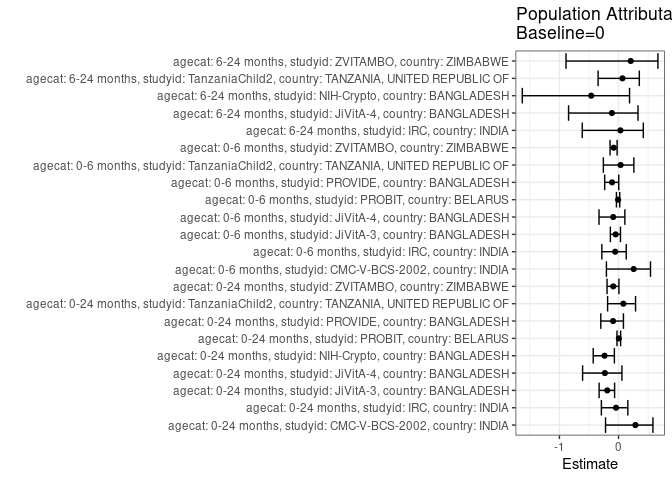 Population Attributa
Baseline=0
agecat: 6-24 months, studyid: ZVITAMBO, country: ZIMBABWE
agecat: 6-24 months, studyid: TanzaniaChild2, country: TANZANIA, UNITED REPUBLIC OF
agecat: 6-24 months, studyid: NIH-Crypto, country: BANGLADESH
agecat: 6-24 months, studyid: JiVitA-4, country: BANGLADESH
agecat: 6-24 months, studyid: IRC, country: INDIA
agecat: 0-6 months, studyid: ZVITAMBO, country: ZIMBABWE
agecat: 0-6 months, studyid: TanzaniaChild2, country: TANZANIA, UNITED REPUBLIC OF
agecat: 0-6 months, studyid: PROVIDE, country: BANGLADESH
agecat: 0-6 months, studyid: PROBIT, country: BELARUS
agecat: 0-6 months, studyid: JiVitA-4, country: BANGLADESH
agecat: 0-6 months, studyid: JiVitA-3, country: BANGLADESH
agecat: 0-6 months, studyid: IRC, country: INDIA
agecat: 0-6 months, studyid: CMC-V-BCS-2002, country: INDIA
agecat: 0-24 months, studyid: ZVITAMBO, country: ZIMBABWE
agecat: 0-24 months, studyid: TanzaniaChild2, country: TANZANIA, UNITED REPUBLIC OF
agecat: 0-24 months, studyid: PROVIDE, country: BANGLADESH
agecat: 0-24 months, studyid: PROBIT, country: BELARUS
agecat: 0-24 months, studyid: NIH-Crypto, country: BANGLADESH
agecat: 0-24 months, studyid: JiVitA-4, country: BANGLADESH
agecat: 0-24 months, studyid: JiVitA-3, country: BANGLADESH
agecat: 0-24 months, studyid: IRC, country: INDIA
agecat: 0-24 months, studyid: CMC-V-BCS-2002, country: INDIA
-1 0
Estimate